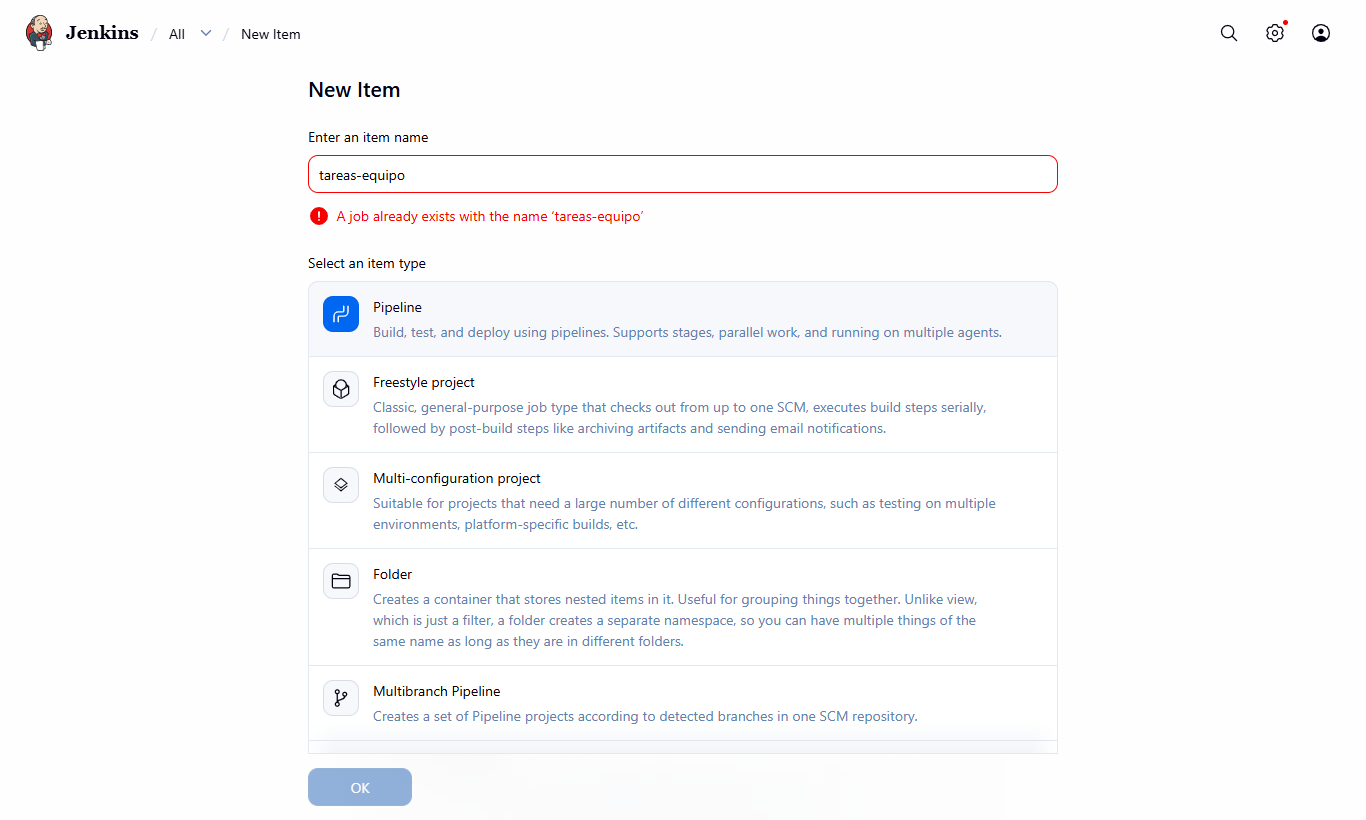 Jenkins / All / New Item
New Item
Enter an item name
tareas-equipo
A job already exists with the name ‘tareas-equipo’
Select an item type
Pipeline
Build, test, and deploy using pipelines. Supports stages, parallel work, and running on multiple agents.
Freestyle project
Classic, general-purpose job type that checks out from up to one SCM, executes build steps serially,
followed by post-build steps like archiving artifacts and sending email notifications.
Multi-configuration project
Suitable for projects that need a large number of different configurations, such as testing on multiple
environments, platform-specific builds, etc.
Folder
Creates a container that stores nested items in it. Useful for grouping things together. Unlike view,
which is just a filter, a folder creates a separate namespace, so you can have multiple things of the
same name as long as they are in different folders.
Multibranch Pipeline
Creates a set of Pipeline projects according to detected branches in one SCM repository.
OK